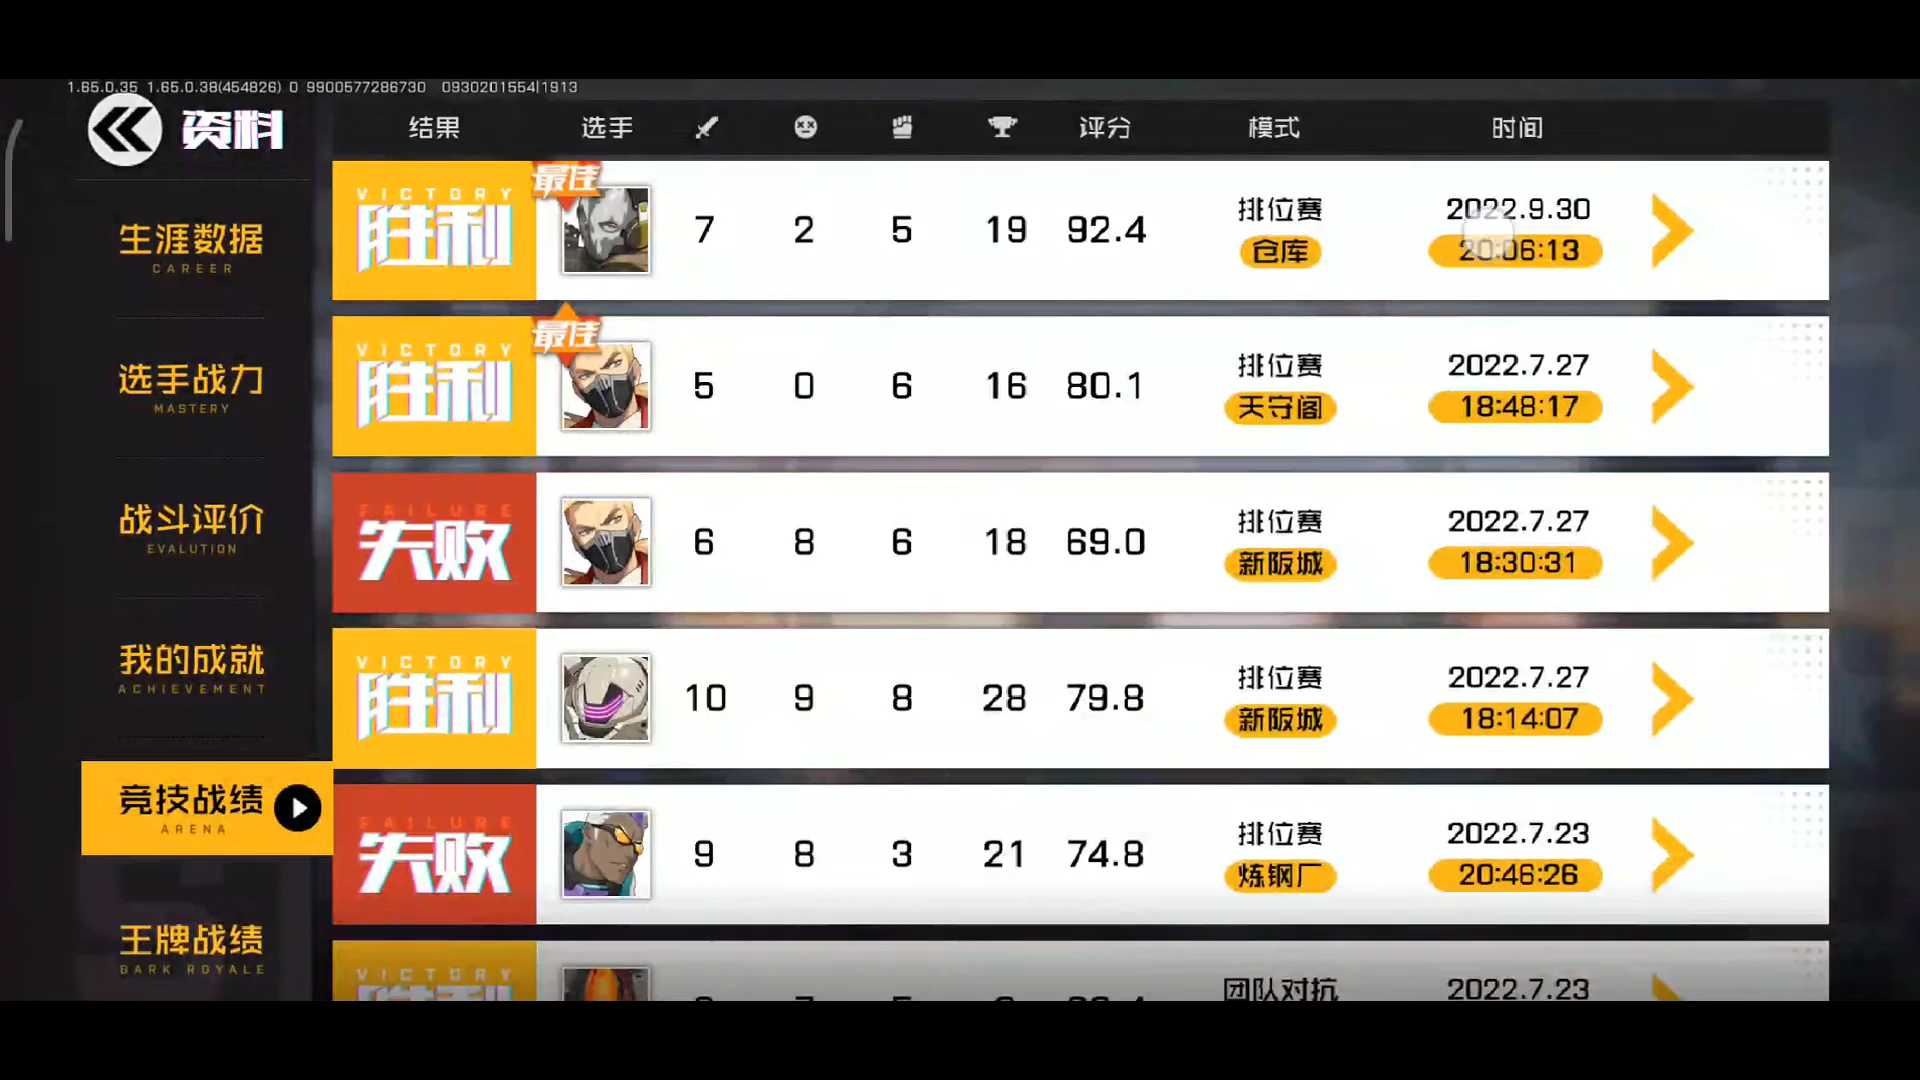 1.65.0.35 1.65.0.38(454826) 0 9900577286730 0930201554|1913
资料
结果 选手 评分 模式 时间
生涯数据
CAREER
选手战力
MASTERY
战斗评价
EVALUTION
我的成就
ACHIEVEMENT
竞技战绩
ARENA
王牌战绩
BARK ROYALE
VICTORY
胜利
最佳
7 2 5 19 92.4
排位赛
仓库
2022.9.30
20:06:13
VICTORY
胜利
最佳
5 0 6 16 80.1
排位赛
天守阁
2022.7.27
18:48:17
FAILURE
失败
6 8 6 18 69.0
排位赛
新阪城
2022.7.27
18:30:31
VICTORY
胜利
10 9 8 28 79.8
排位赛
新阪城
2022.7.27
18:14:07
FAILURE
失败
9 8 3 21 74.8
排位赛
炼钢厂
2022.7.23
20:46:26
VICTORY
胜利
团队对抗
2022.7.23